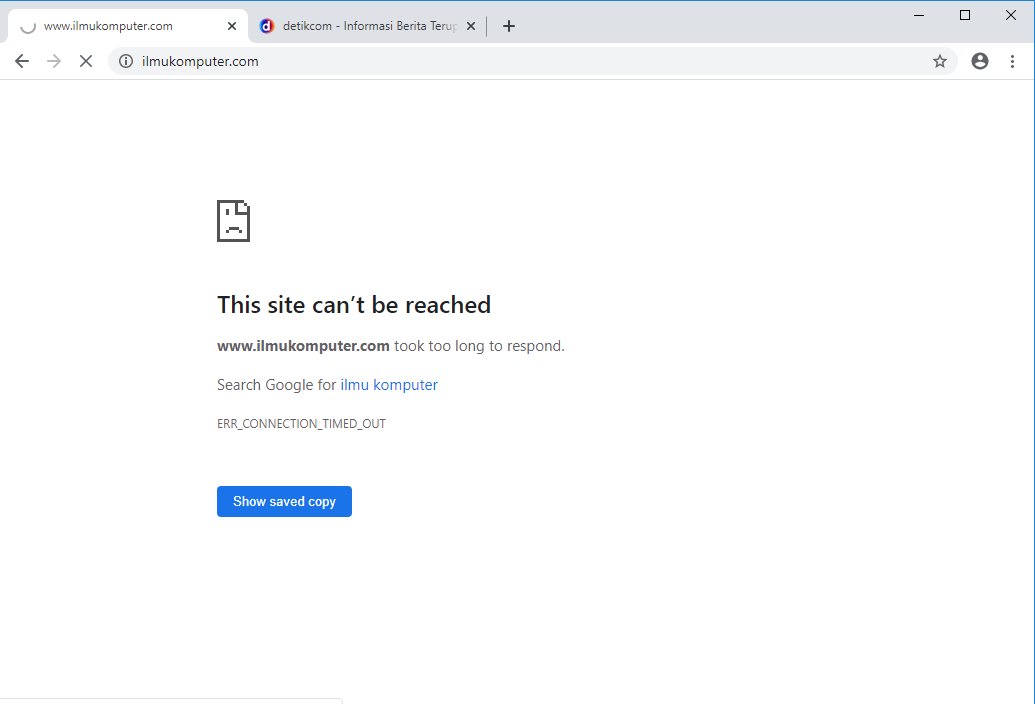 www.ilmukomputer.com
detikcom - Informasi Berita Terup
ilmukomputer.com
This site can't be reached
www.ilmukomputer.com took too long to respond.
Search Google for ilmu komputer
ERR_CONNECTION_TIMED_OUT
Show saved copy